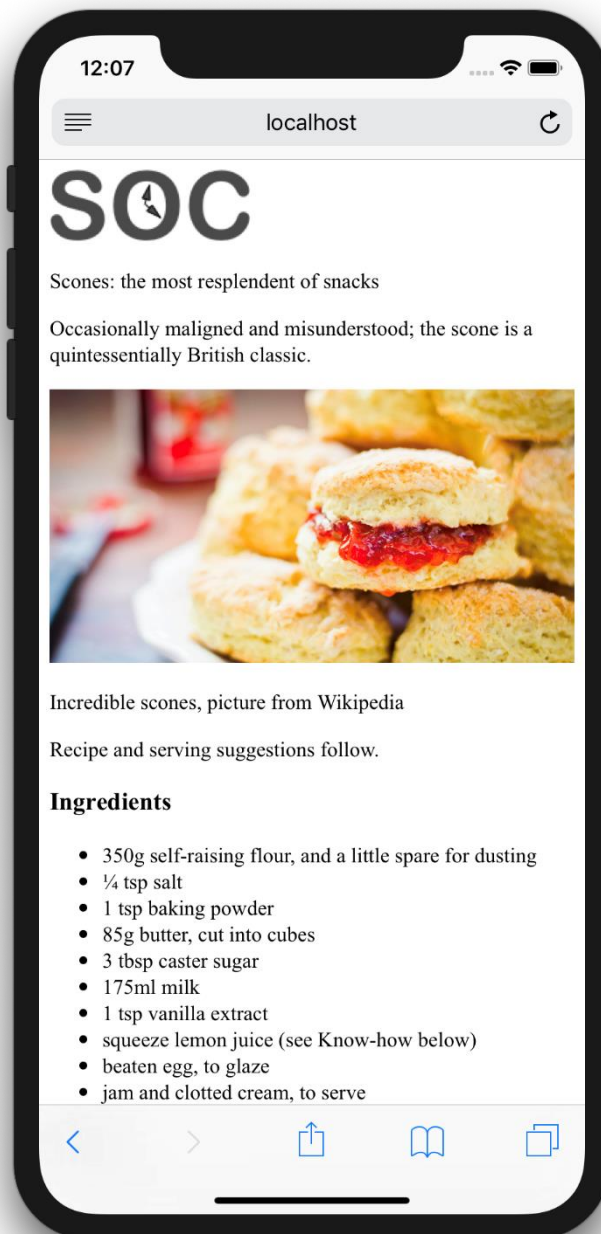 12:07
localhost
SOC
Scones: the most resplendent of snacks
Occasionally maligned and misunderstood; the scone is a
quintessentially British classic.
Incredible scones, picture from Wikipedia
Recipe and serving suggestions follow.
Ingredients
• 350g self-raising flour, and a little spare for dusting
• ¼ tsp salt
• 1 tsp baking powder
• 85g butter, cut into cubes
• 3 tbsp caster sugar
• 175ml milk
• 1 tsp vanilla extract
• squeeze lemon juice (see Know-how below)
• beaten egg, to glaze
• jam and clotted cream, to serve